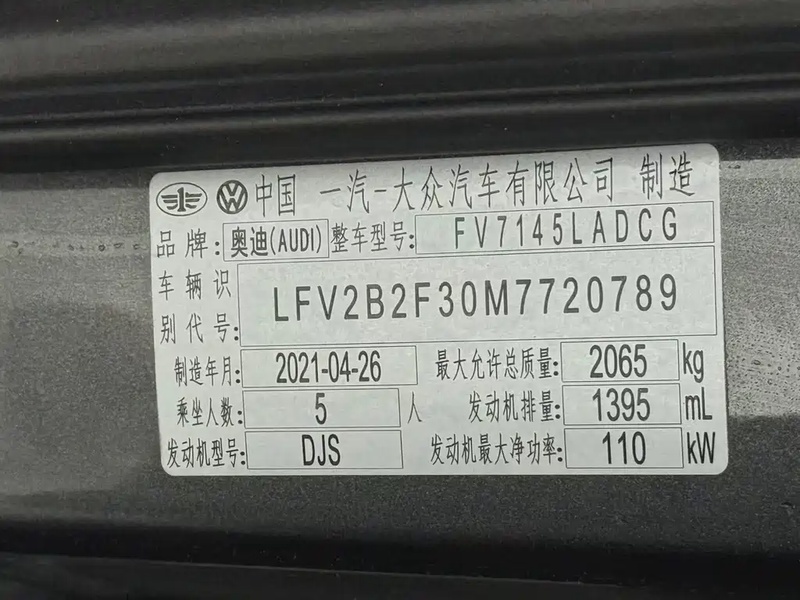 中国 一汽-大众汽车有限公司 制造
品牌: 奥迪(AUDI) 整车型号: FV7145LADCG
车辆识别代号: LFV2B2F30M7720789
制造年月: 2021-04-26 最大允许总质量: 2065 kg
乘坐人数: 5 人 发动机排量: 1395 mL
发动机型号: DJS 发动机最大净功率: 110 kW